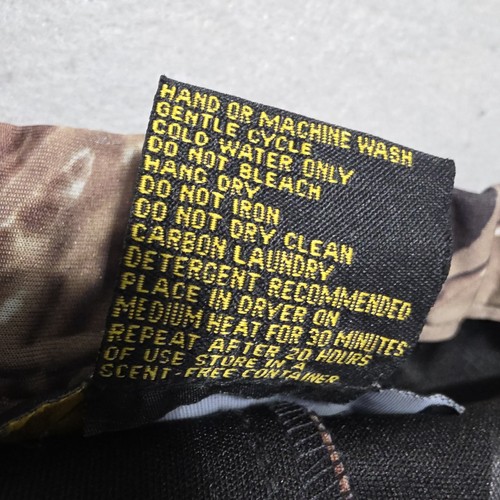 HAND OR MACHINE WASH
GENTLE CYCLE
COLD WATER ONLY
DO NOT BLEACH
HANG DRY
DO NOT IRON
DO NOT DRY CLEAN
CARBON LAUNDRY
DETERGENT RECOMMENDED
PLACE IN DRYER ON
MEDIUM HEAT FOR 30 MINUTES
REPEAT AFTER 20 HOURS
OF USE STORE IN A
SCENT-FREE CONTAINER